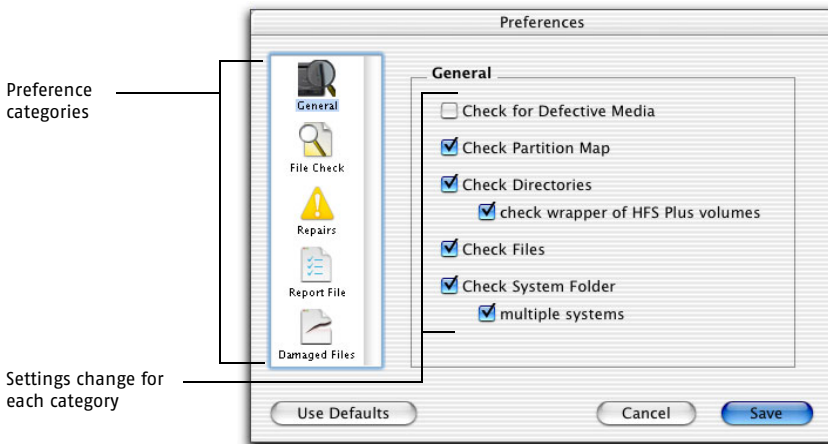 Preferences
Preference
categories
General
File Check
Repairs
Report File
Damaged Files
General
Check for Defective Media
Check Partition Map
Check Directories
check wrapper of HFS Plus volumes
Check Files
Check System Folder
multiple systems
Settings change for
each category
Use Defaults
Cancel
Save